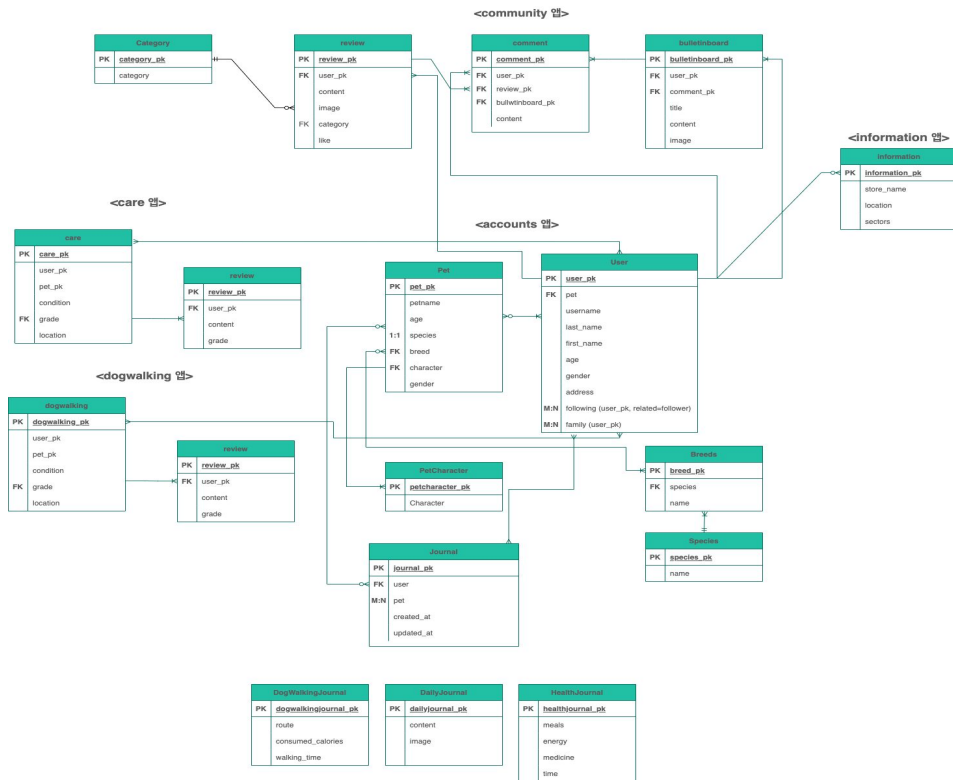 <community 앱>
Category
PK category_pk
category
review
PK review_pk
FK user_pk
content
image
FK category
like
comment
PK comment_pk
FK user_pk
FK review_pk
FK bullwtinboard_pk
content
bulletinboard
PK bulletinboard_pk
FK user_pk
FK comment_pk
title
content
image
<information 앱>
information
PK information_pk
store_name
location
sectors
<care 앱>
care
PK care_pk
user_pk
pet_pk
condition
FK grade
location
review
PK review_pk
FK user_pk
content
grade
<accounts 앱>
Pet
PK pet_pk
petname
age
1:1 species
FK breed
FK character
gender
User
PK user_pk
FK pet
username
last_name
first_name
age
gender
address
M:N following (user_pk, related=follower)
M:N family (user_pk)
<dogwalking 앱>
dogwalking
PK dogwalking_pk
user_pk
pet_pk
condition
FK grade
location
review
PK review_pk
FK user_pk
content
grade
PetCharacter
PK petcharacter_pk
Character
Breeds
PK breed_pk
FK species
name
Species
PK species_pk
name
Journal
PK journal_pk
FK user
M:N pet
created_at
updated_at
DogWalkingJournal
PK dogwalkingjournal_pk
route
consumed_calories
walking_time
DailyJournal
PK dailyjournal_pk
content
image
HealthJournal
PK healthjournal_pk
meals
energy
medicine
time